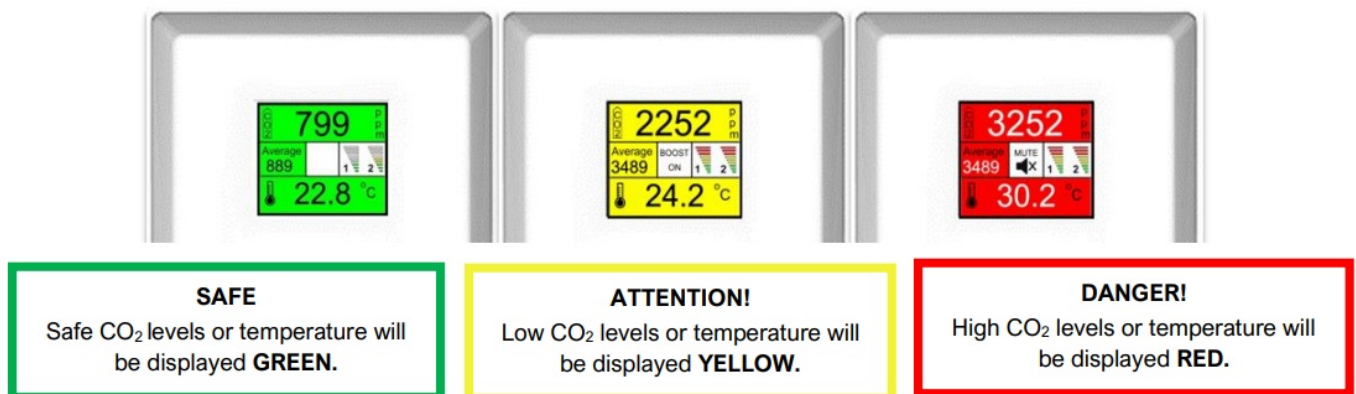 CO2 799 ppm
Average
889
1 2
22.8 °C
CO2 2252 ppm
Average BOOST
3489 ON
1 2
24.2 °C
CO2 3252 ppm
Average MUTE
3489
1 2
30.2 °C
SAFE
Safe CO₂ levels or temperature will
be displayed GREEN.
ATTENTION!
Low CO₂ levels or temperature will
be displayed YELLOW.
DANGER!
High CO₂ levels or temperature will
be displayed RED.